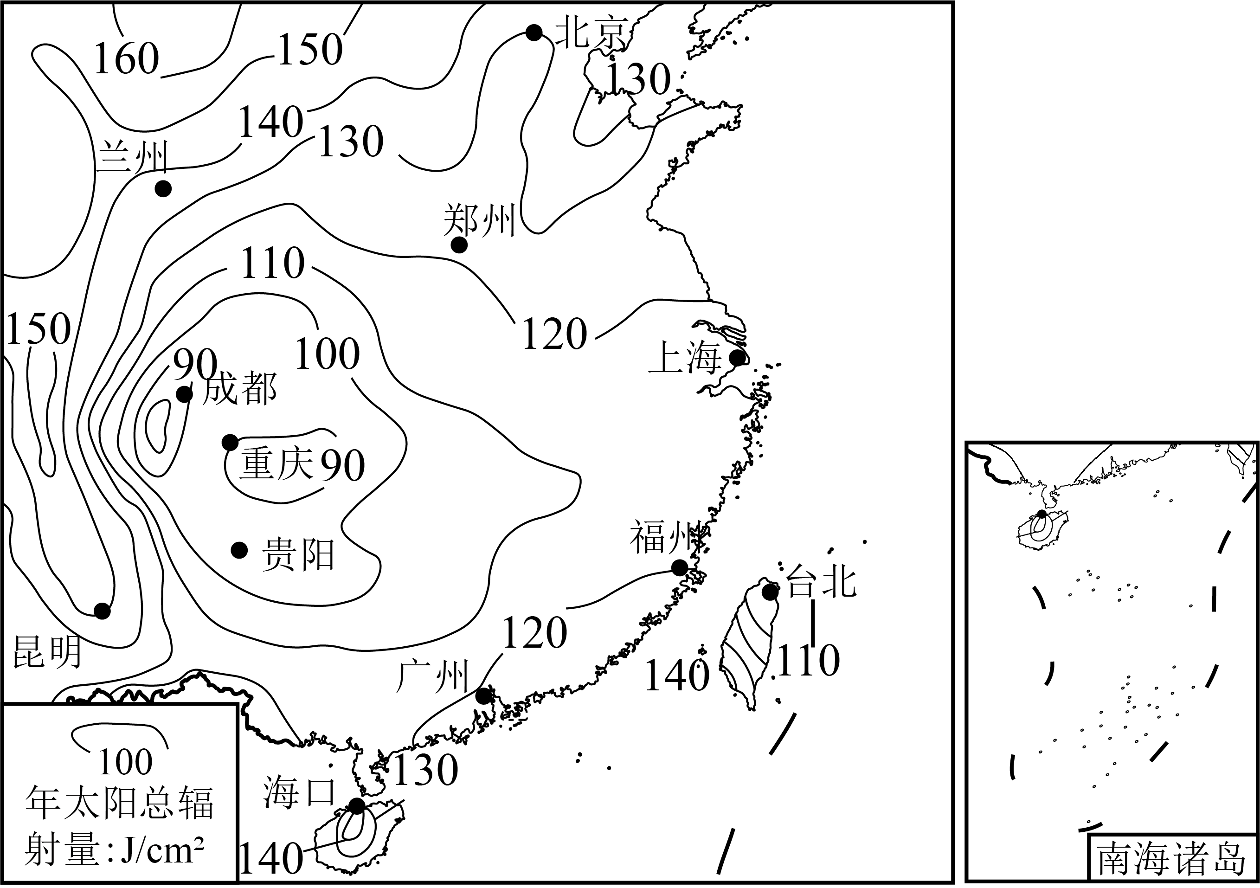 北京
160
150
130
140
130
兰州
郑州
110
150
120
100
上海
90
成都
重庆 90
福州
贵阳
台北
昆明
120
广州
140
110
100
年太阳总辐
射量:J/cm²
海口
130
140
南海诸岛